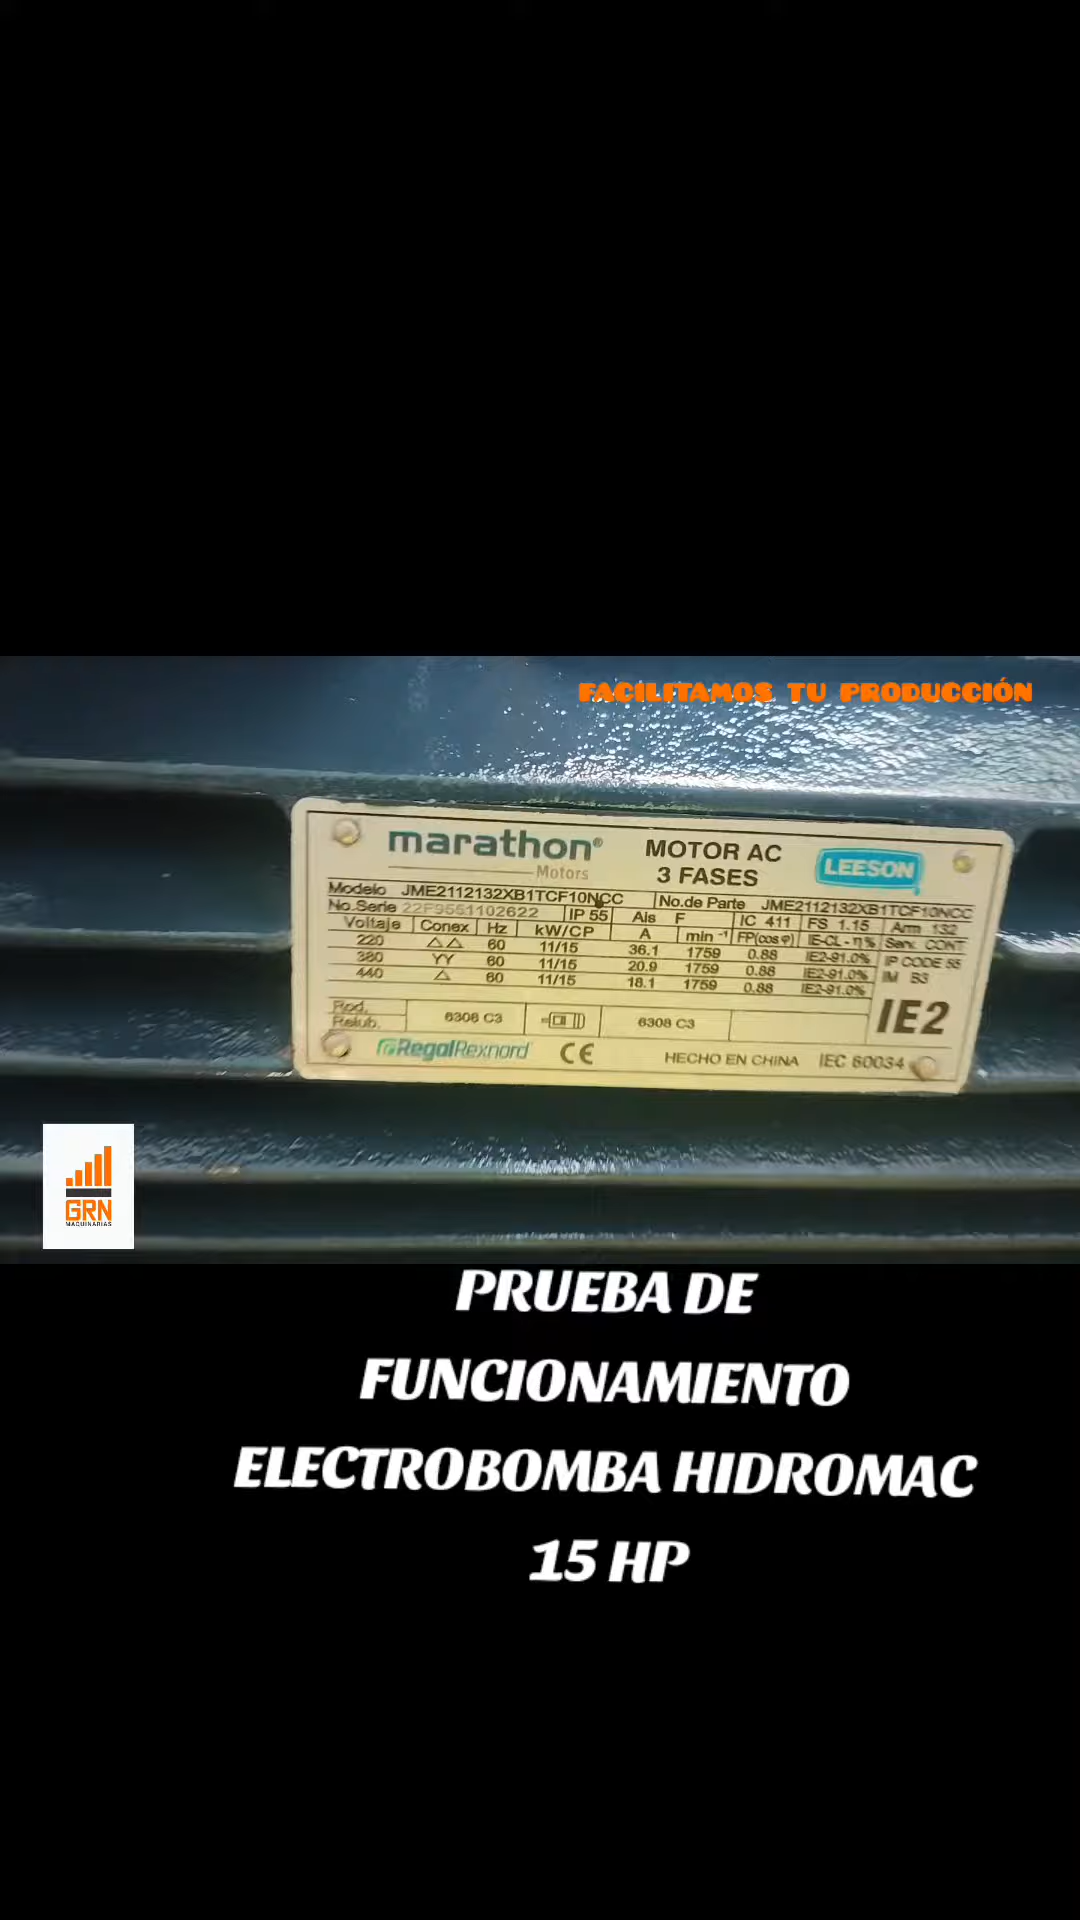 FACILITAMOS TU PRODUCCIÓN
marathon® MOTOR AC LEESON
Motors 3 FASES
Modelo JME2112132XB1TCF10NCC No.de Parte JME2112132XB1TCF10NCC
No.Serie 22F9551102622 IP 55 Als F IC 411 FS 1.15 Arm 132
Voltaje Conex Hz kW/CP A min -1 FP(cos φ) IE-CL - η% Serv. CONT
220 △△ 60 11/15 36.1 1759 0.88 IE2-91.0% IP CODE 55
380 YY 60 11/15 20.9 1759 0.88 IE2-91.0% IM B3
440 △ 60 11/15 18.1 1759 0.88 IE2-91.0%
IE2
Rod. 6308 C3 6308 C3
Relub.
RegalRexnord CE HECHO EN CHINA IEC 60034
GRN
MAQUINARIAS
PRUEBA DE
FUNCIONAMIENTO
ELECTROBOMBA HIDROMAC
15 HP